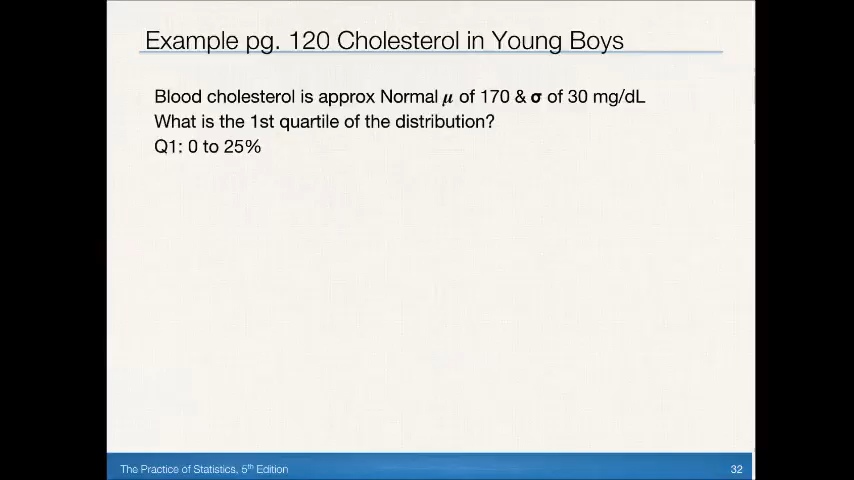 Example pg. 120 Cholesterol in Young Boys
Blood cholesterol is approx Normal μ of 170 & σ of 30 mg/dL
What is the 1st quartile of the distribution?
Q1: 0 to 25%
The Practice of Statistics, 5th Edition
32